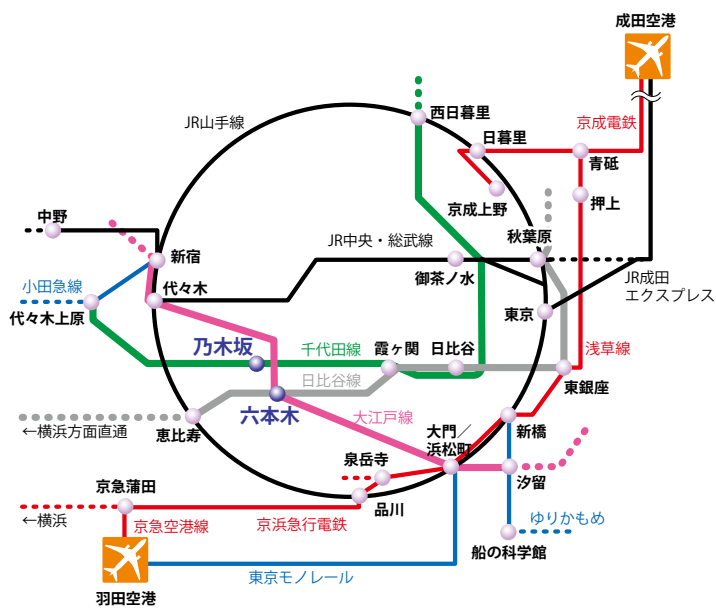 成田空港
JR山手線
西日暮里
日暮里
京成電鉄
青砥
京成上野
押上
中野
新宿
JR中央・総武線
秋葉原
御茶ノ水
小田急線
代々木
JR成田
エクスプレス
代々木上原
東京
乃木坂
千代田線
霞ヶ関
日比谷
浅草線
日比谷線
東銀座
六本木
大江戸線
←横浜方面直通
恵比寿
大門／
浜松町
新橋
泉岳寺
汐留
京急蒲田
品川
←横浜
京急空港線
京浜急行電鉄
ゆりかもめ
船の科学館
東京モノレール
羽田空港